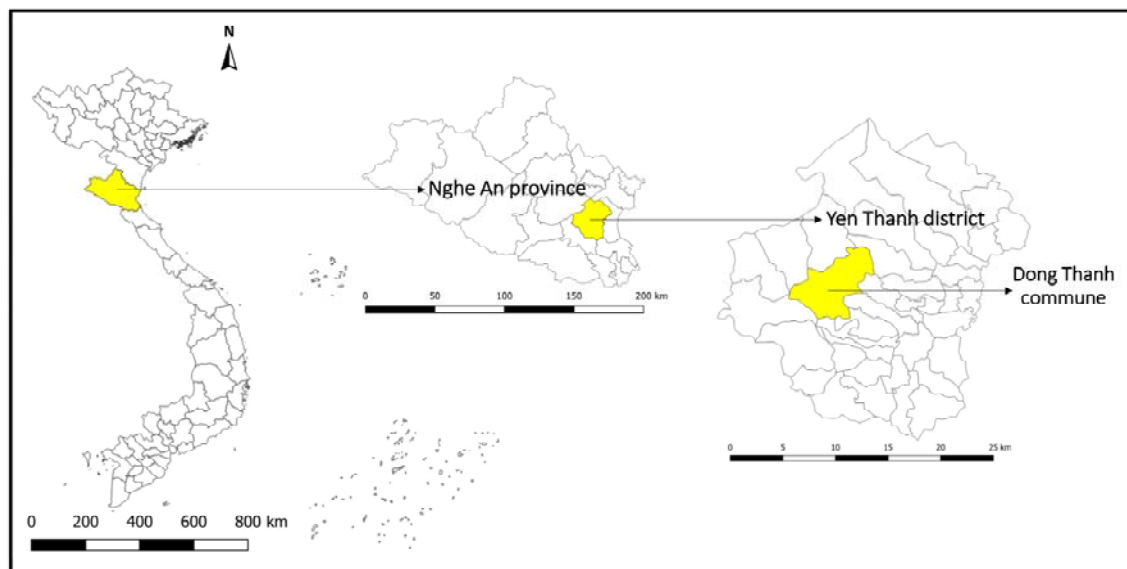 N
Nghe An province
Yen Thanh district
Dong Thanh
commune
0 50 100 150 200 km
0 5 10 15 20 25 km
0 200 400 600 800 km